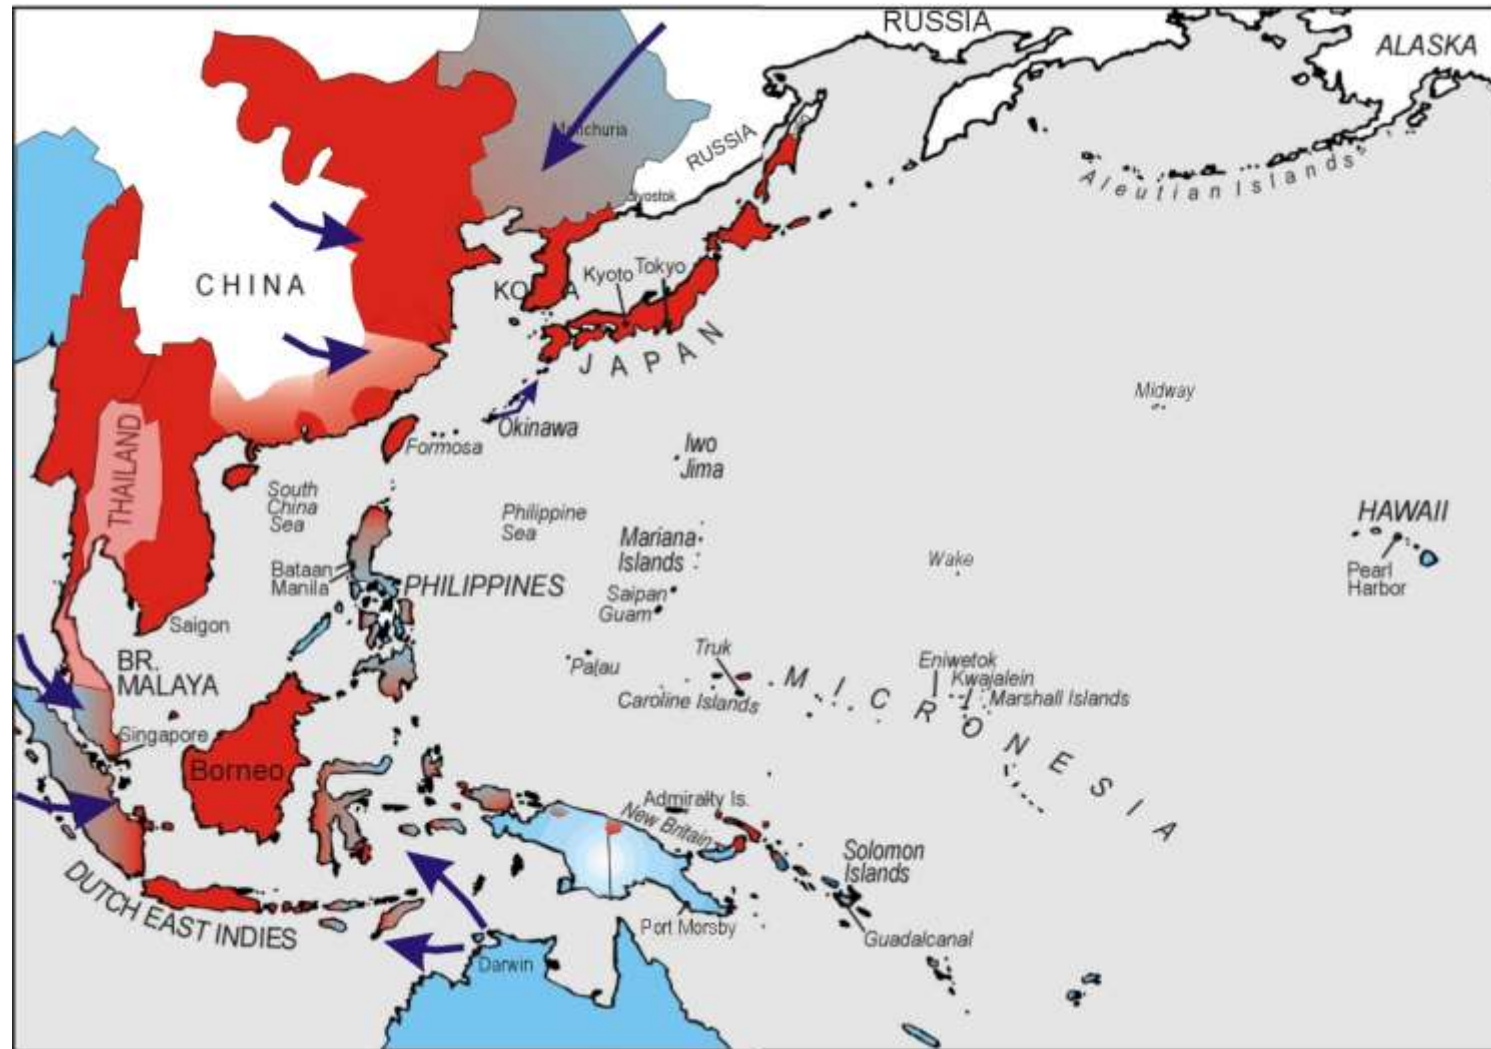 RUSSIA
ALASKA
RUSSIA
Aleutian Islands
CHINA
Kyoto
Tokyo
JAPAN
Midway
THAILAND
Formosa
Okinawa
Iwo
Jima
South
China
Sea
Philippine
Sea
HAWAII
Mariana
Islands
Bataan
Manila
PHILIPPINES
Wake
Pearl
Harbor
Saipan
Guam
Saigon
BR.
MALAYA
Palau
Truk
Eniwetok
Kwajalein
Caroline Islands
MICRONESIA
Marshall Islands
Singapore
Borneo
Admiralty Is.
New Britain
Solomon
Islands
DUTCH EAST INDIES
Port Morsby
Guadalcanal
Darwin